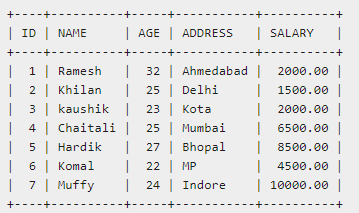 +----+----------+-----+-----------+----------+
| ID | NAME     | AGE | ADDRESS   | SALARY   |
+----+----------+-----+-----------+----------+
|  1 | Ramesh   |  32 | Ahmedabad |  2000.00 |
|  2 | Khilan   |  25 | Delhi     |  1500.00 |
|  3 | kaushik  |  23 | Kota      |  2000.00 |
|  4 | Chaitali |  25 | Mumbai    |  6500.00 |
|  5 | Hardik   |  27 | Bhopal    |  8500.00 |
|  6 | Komal    |  22 | MP        |  4500.00 |
|  7 | Muffy    |  24 | Indore    | 10000.00 |
+----+----------+-----+-----------+----------+